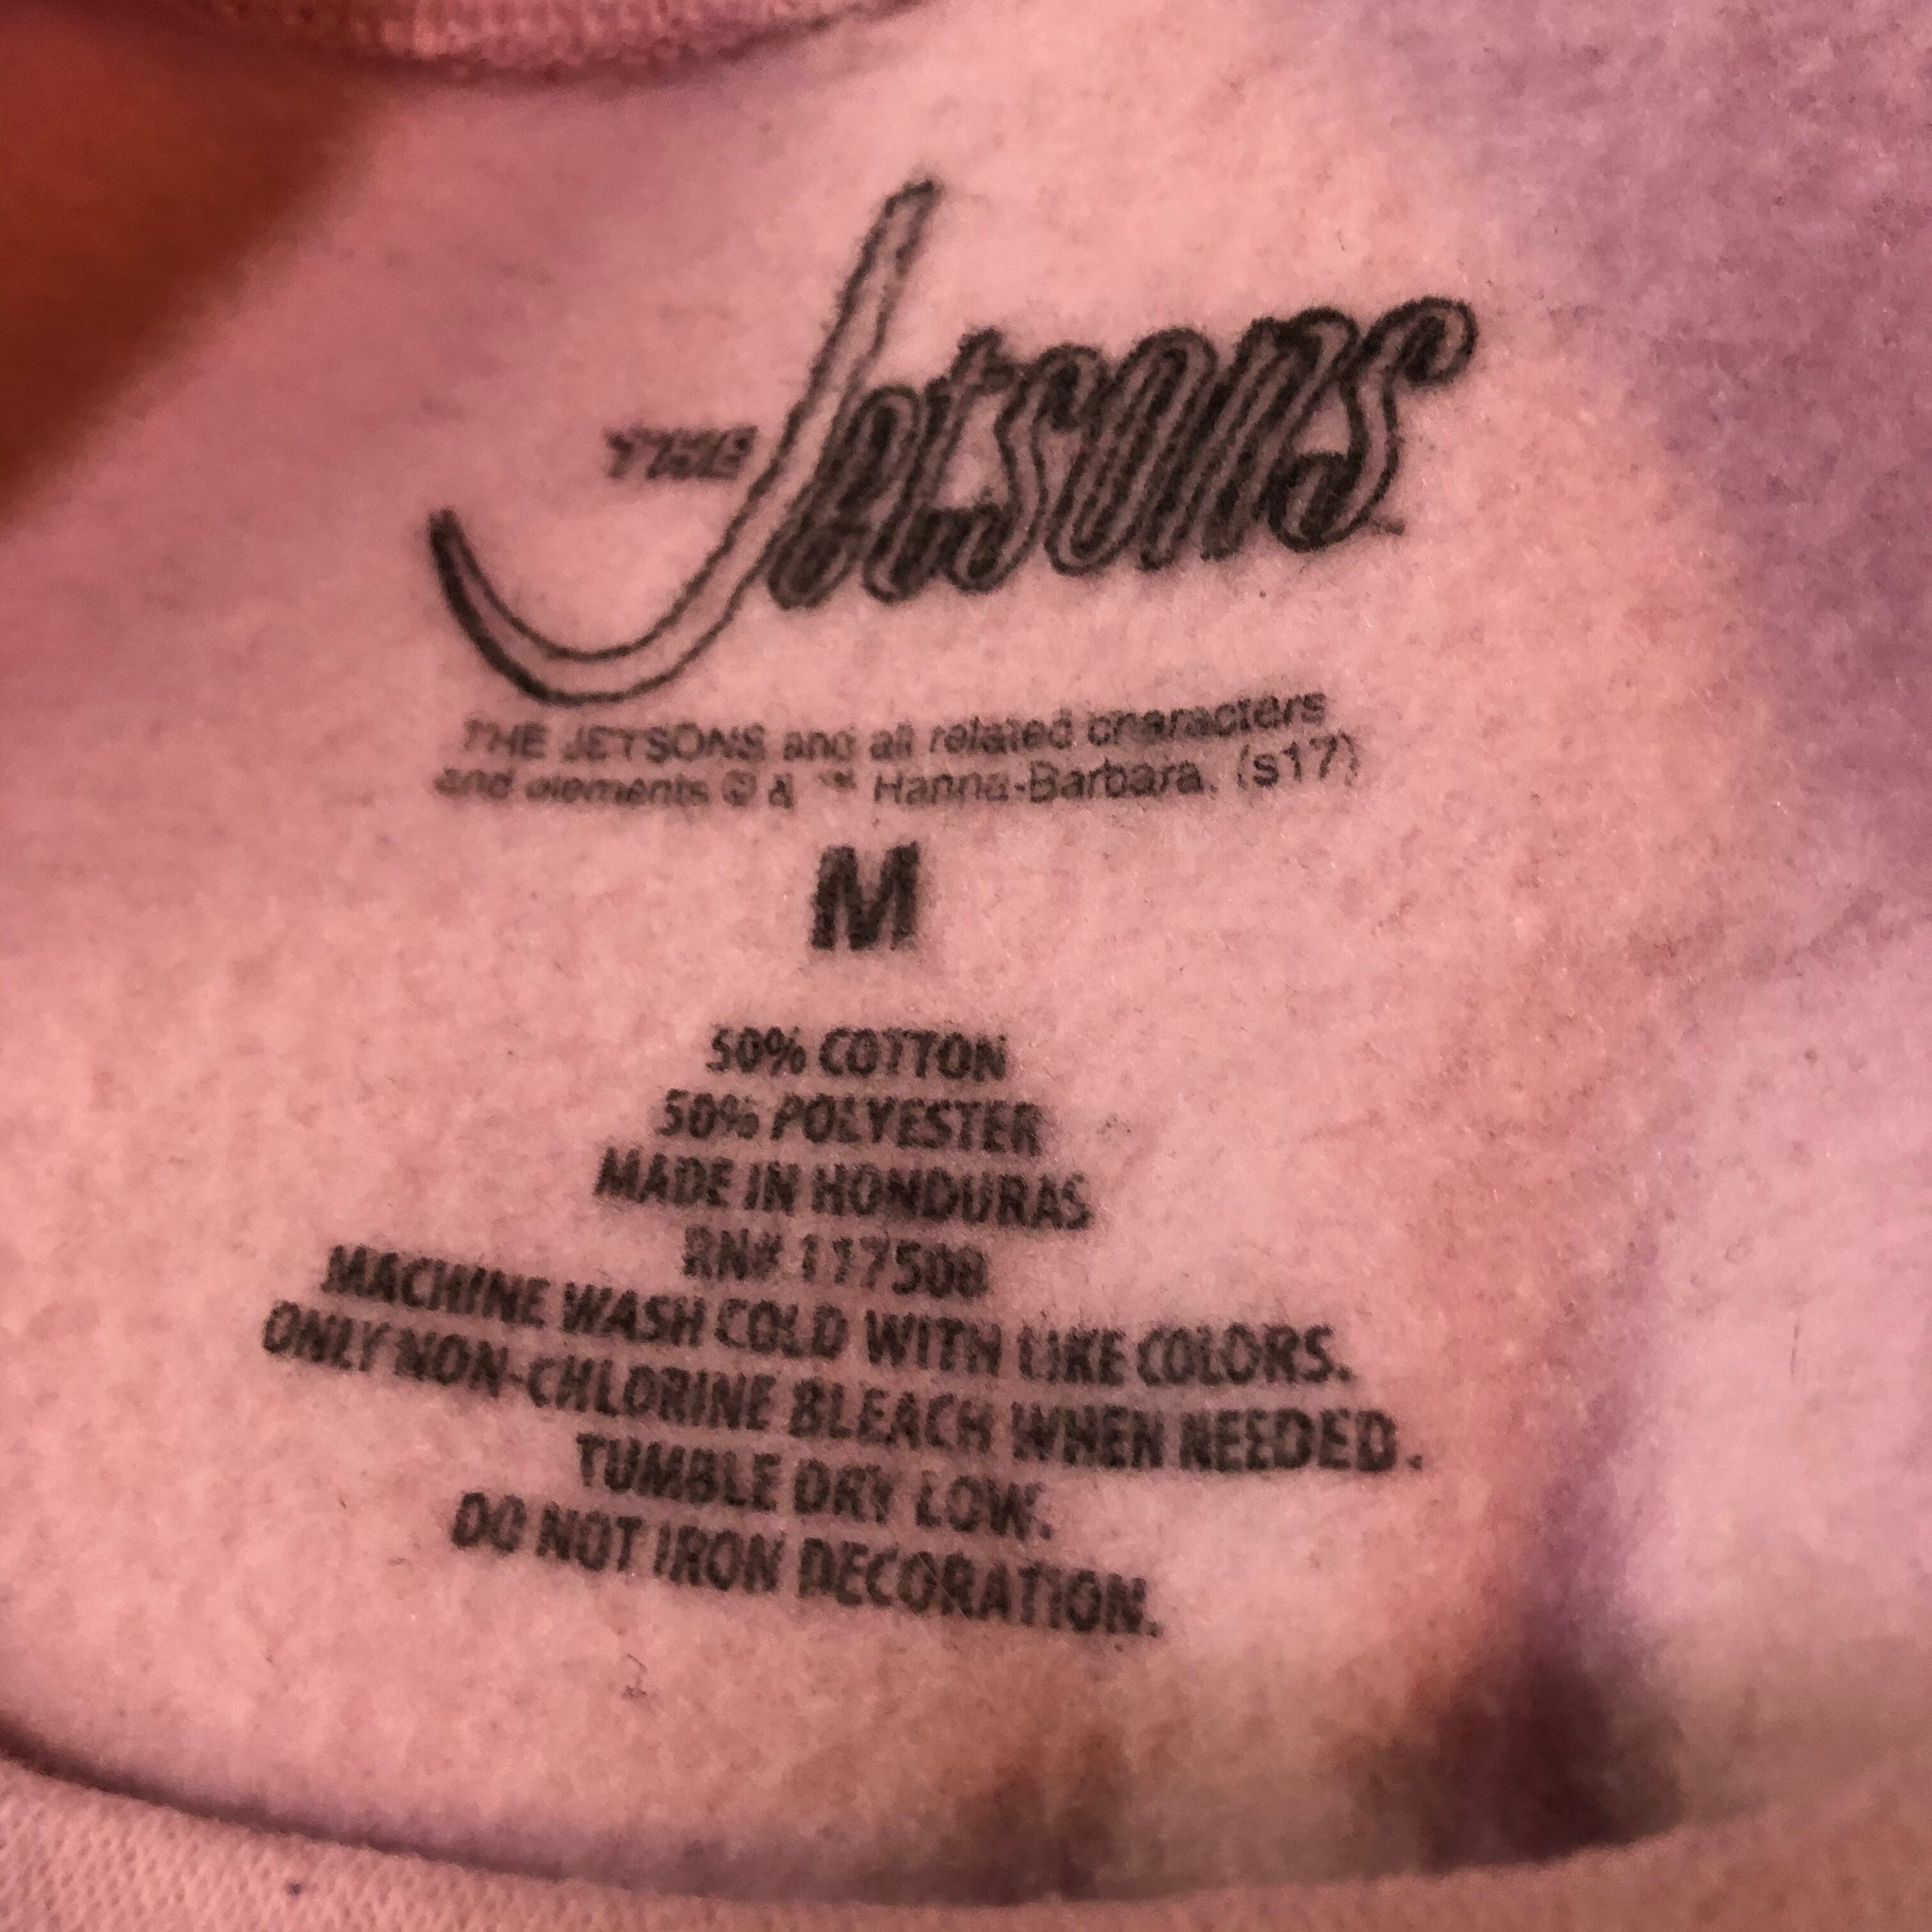 THE Jetsons
THE JETSONS and all related characters
and elements © & ™ Hanna-Barbara. (s17)
M
50% COTTON
50% POLYESTER
MADE IN HONDURAS
RN# 117508
MACHINE WASH COLD WITH LIKE COLORS.
ONLY NON-CHLORINE BLEACH WHEN NEEDED.
TUMBLE DRY LOW.
DO NOT IRON DECORATION.